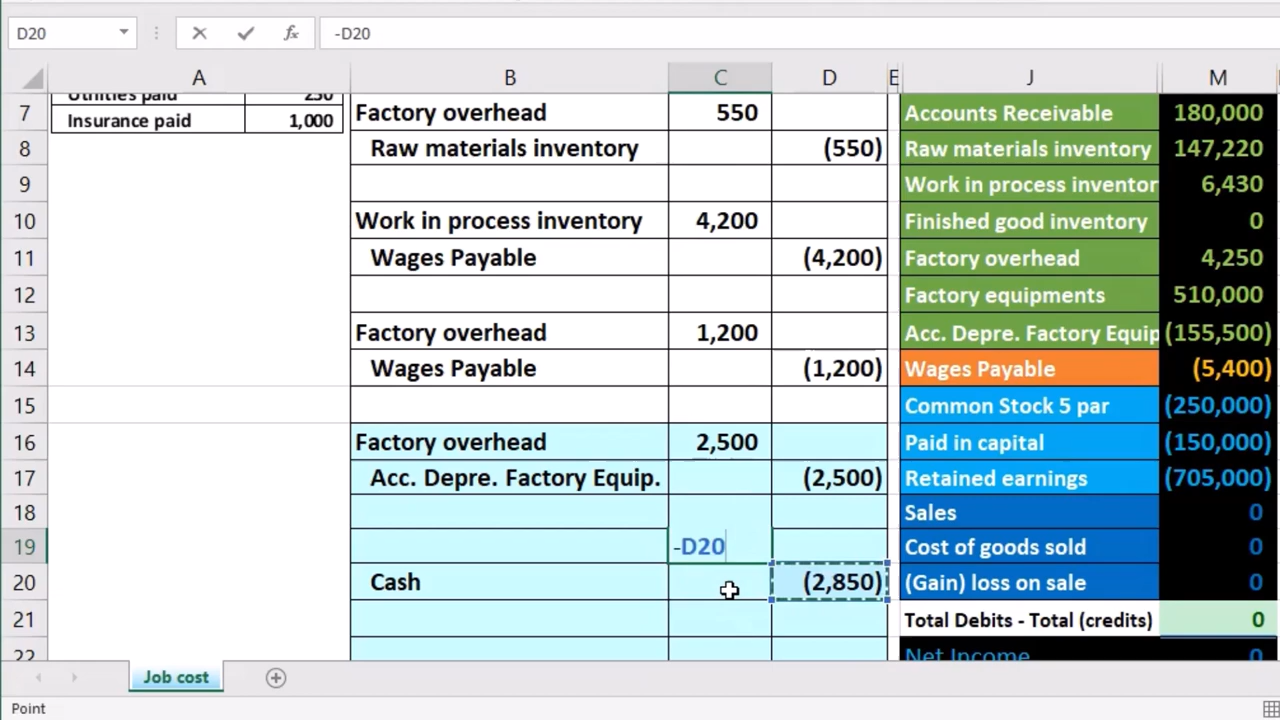 D20 fx -D20
A B C D E J M
Utilities paid 250
Insurance paid 1,000
7 Factory overhead 550 Accounts Receivable 180,000
8 Raw materials inventory (550) Raw materials inventory 147,220
9 Work in process inventor 6,430
10 Work in process inventory 4,200 Finished good inventory 0
11 Wages Payable (4,200) Factory overhead 4,250
12 Factory equipments 510,000
13 Factory overhead 1,200 Acc. Depre. Factory Equip (155,500)
14 Wages Payable (1,200) Wages Payable (5,400)
15 Common Stock 5 par (250,000)
16 Factory overhead 2,500 Paid in capital (150,000)
17 Acc. Depre. Factory Equip. (2,500) Retained earnings (705,000)
18 Sales 0
19 -D20 Cost of goods sold 0
20 Cash (2,850) (Gain) loss on sale 0
21 Total Debits - Total (credits) 0
22 Net Income 0
Job cost
Point